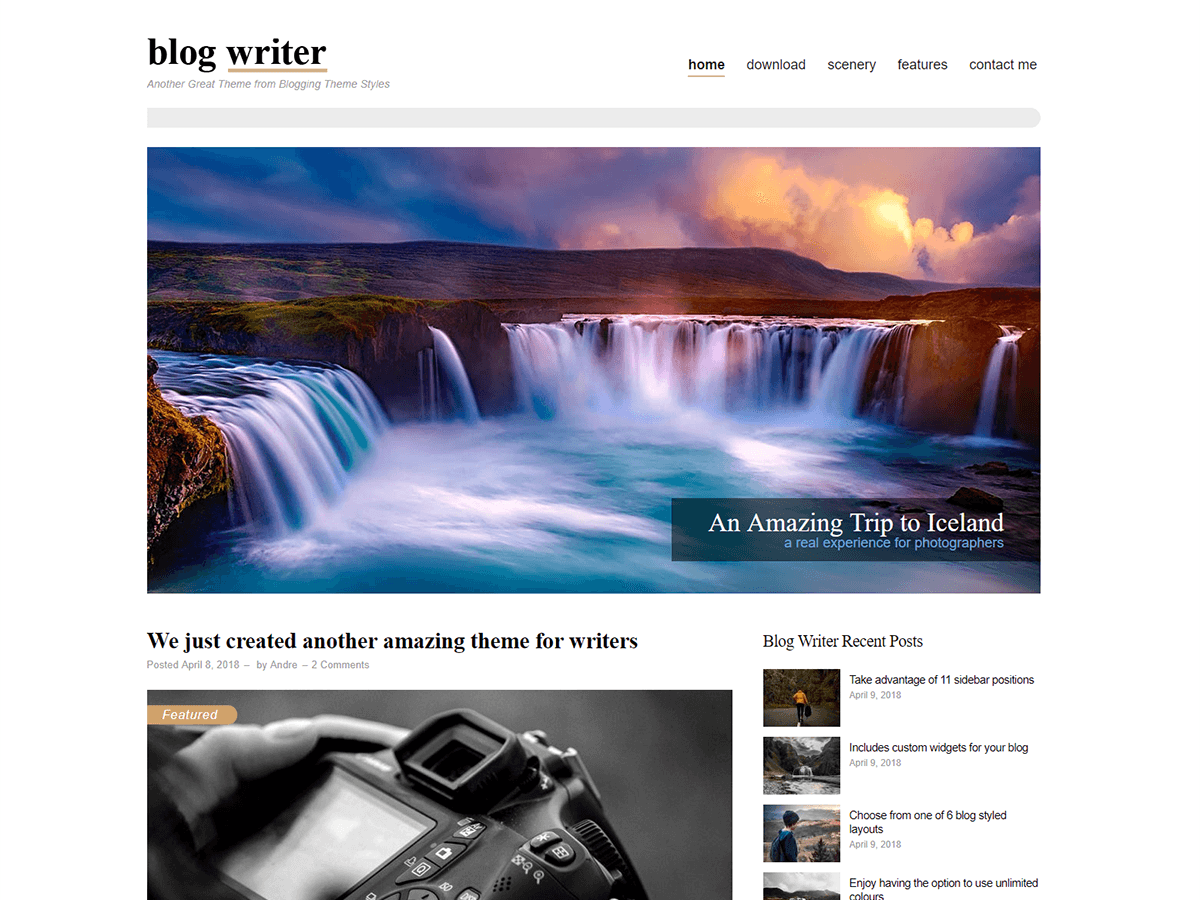 blog writer
Another Great Theme from Blogging Theme Styles
home download scenery features contact me
An Amazing Trip to Iceland
a real experience for photographers
We just created another amazing theme for writers
Posted April 8, 2018 – by Andre – 2 Comments
Featured
Blog Writer Recent Posts
Take advantage of 11 sidebar positions
April 9, 2018
Includes custom widgets for your blog
April 9, 2018
Choose from one of 6 blog styled
layouts
April 9, 2018
Enjoy having the option to use unlimited
colours